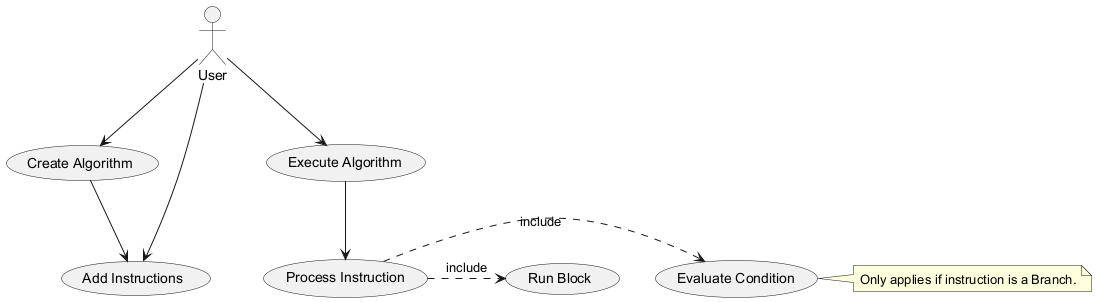 User
Create Algorithm
Execute Algorithm
include
include
Add Instructions
Process Instruction
Run Block
Evaluate Condition
Only applies if instruction is a Branch.